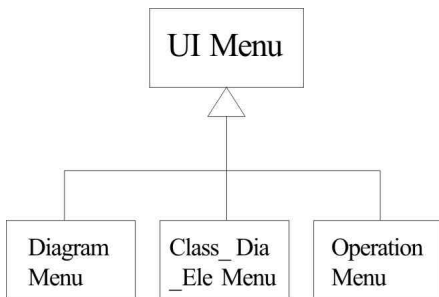 UI Menu
Diagram
Menu
Class_ Dia
_Ele Menu
Operation
Menu